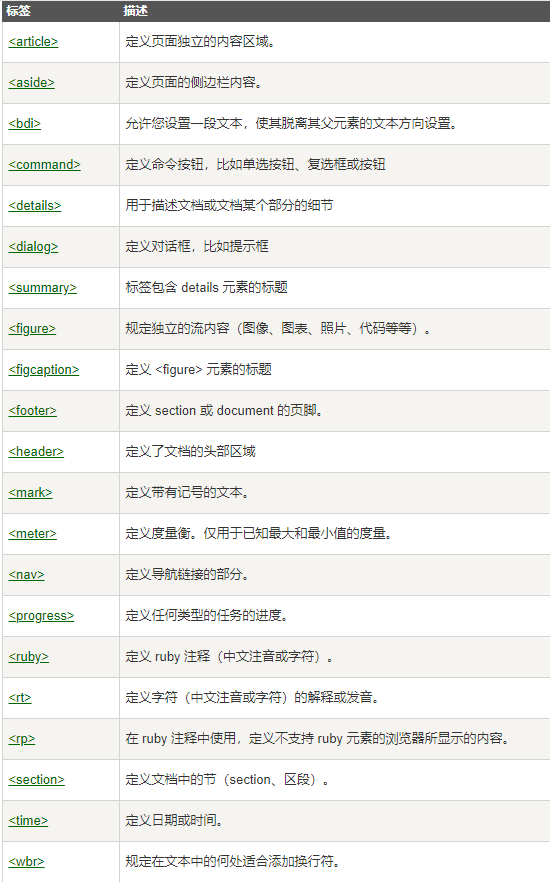 标签 描述
<article> 定义页面独立的内容区域。
<aside> 定义页面的侧边栏内容。
<bdi> 允许您设置一段文本，使其脱离其父元素的文本方向设置。
<command> 定义命令按钮，比如单选按钮、复选框或按钮
<details> 用于描述文档或文档某个部分的细节
<dialog> 定义对话框，比如提示框
<summary> 标签包含 details 元素的标题
<figure> 规定独立的流内容（图像、图表、照片、代码等等）。
<figcaption> 定义 <figure> 元素的标题
<footer> 定义 section 或 document 的页脚。
<header> 定义了文档的头部区域
<mark> 定义带有记号的文本。
<meter> 定义度量衡。仅用于已知最大和最小值的度量。
<nav> 定义导航链接的部分。
<progress> 定义任何类型的任务的进度。
<ruby> 定义 ruby 注释（中文注音或字符）。
<rt> 定义字符（中文注音或字符）的解释或发音。
<rp> 在 ruby 注释中使用，定义不支持 ruby 元素的浏览器所显示的内容。
<section> 定义文档中的节（section、区段）。
<time> 定义日期或时间。
<wbr> 规定在文本中的何处适合添加换行符。